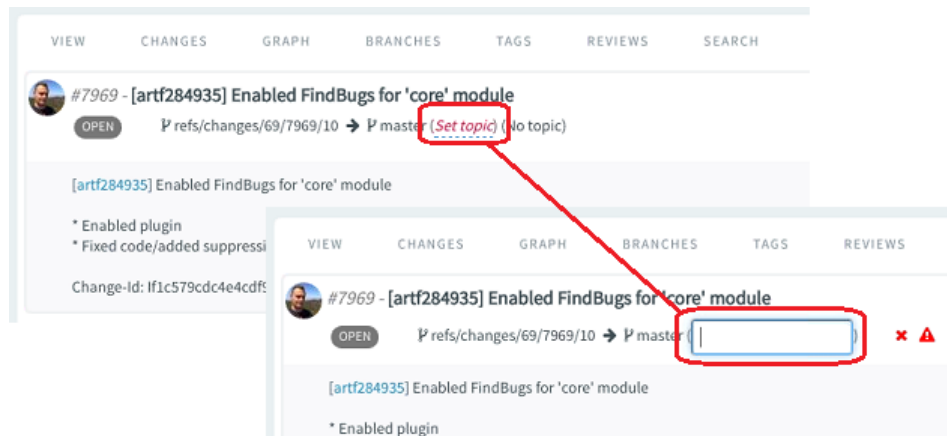 VIEW CHANGES GRAPH BRANCHES TAGS REVIEWS SEARCH
#7969 - [artf284935] Enabled FindBugs for 'core' module
OPEN refs/changes/69/7969/10 → master (Set topic) (No topic)
[artf284935] Enabled FindBugs for 'core' module
* Enabled plugin
* Fixed code/added suppressi
Change-Id: If1c579cdc4e4cdf9
VIEW CHANGES GRAPH BRANCHES TAGS REVIEWS
#7969 - [artf284935] Enabled FindBugs for 'core' module
OPEN refs/changes/69/7969/10 → master ( )
[artf284935] Enabled FindBugs for 'core' module
* Enabled plugin